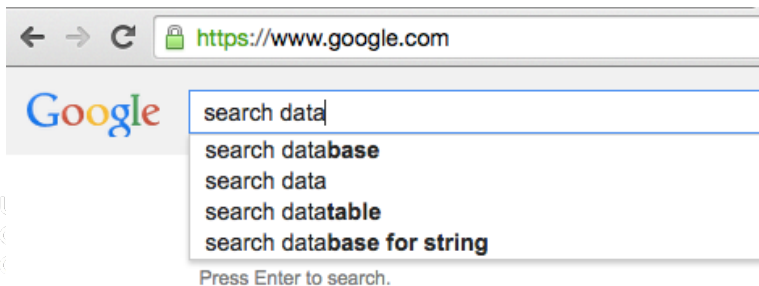 https://www.google.com
Google
search data
search database
search data
search datatable
search database for string
Press Enter to search.